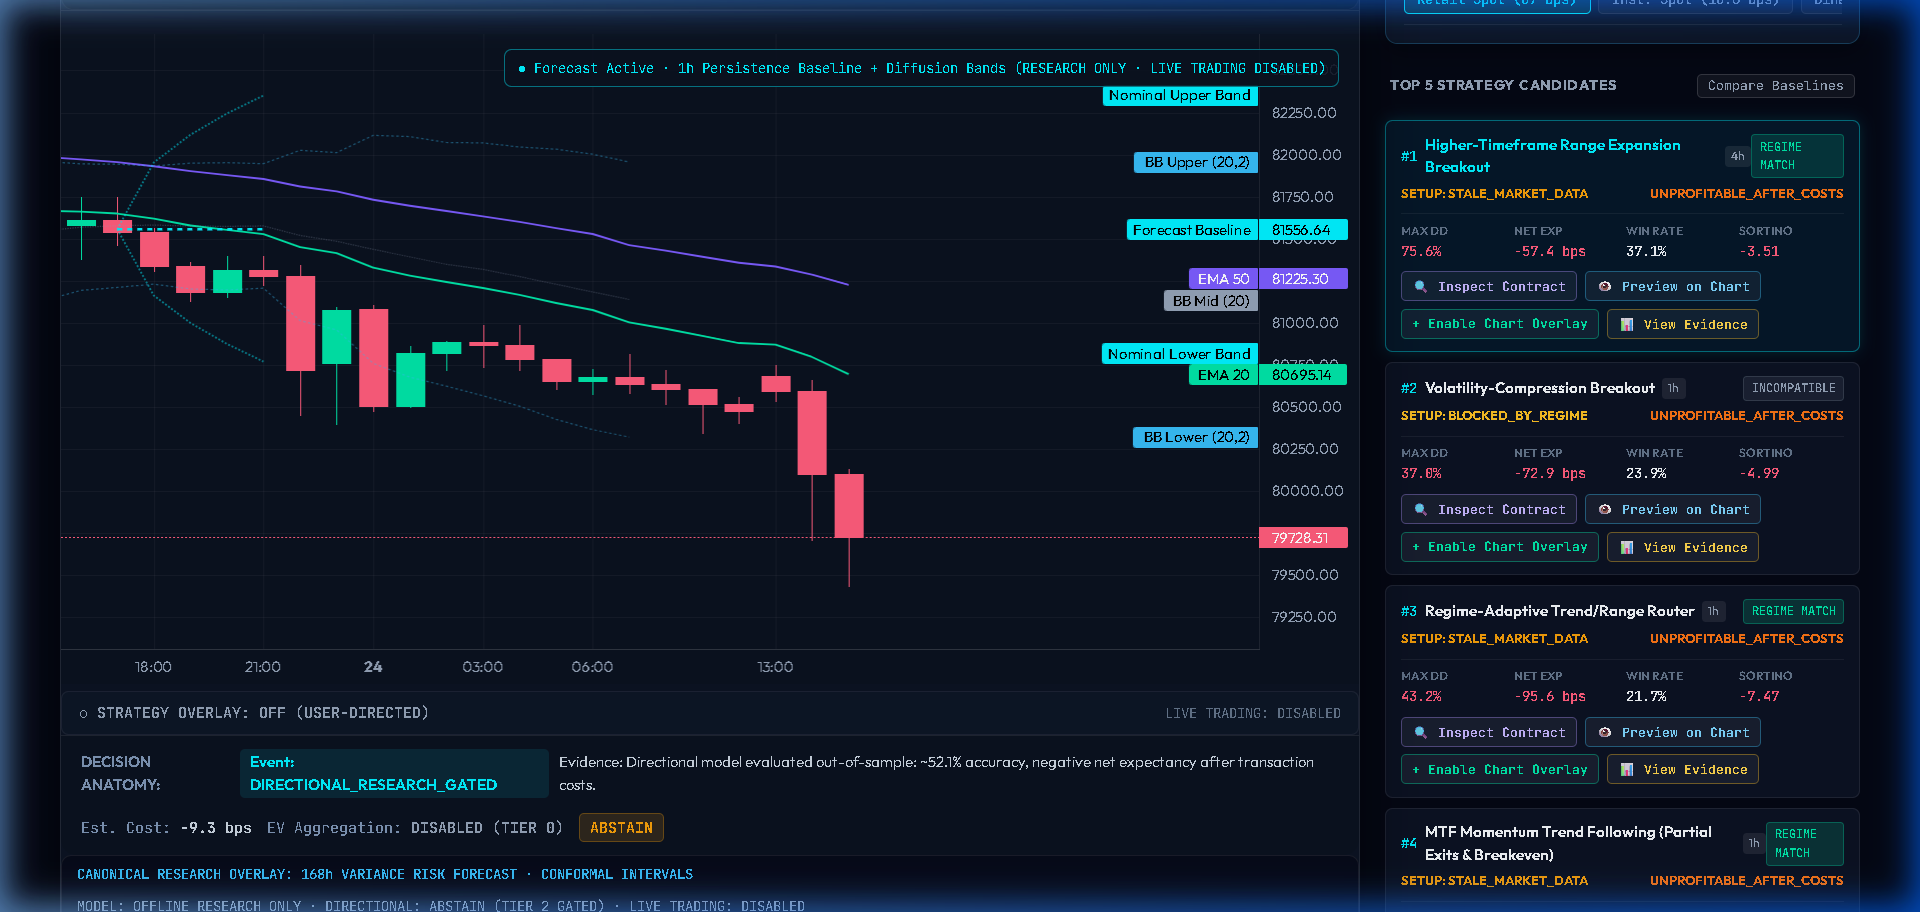 Forecast Active · 1h Persistence Baseline + Diffusion Bands (RESEARCH ONLY · LIVE TRADING DISABLED)
Nominal Upper Band
82250.00
BB Upper (20,2)
82000.00
81750.00
Forecast Baseline 81556.64
EMA 50 81225.30
BB Mid (20)
81000.00
Nominal Lower Band
EMA 20 80695.14
80500.00
BB Lower (20,2)
80250.00
80000.00
79728.31
79500.00
79250.00
18:00 21:00 24 03:00 06:00 13:00
STRATEGY OVERLAY: OFF (USER-DIRECTED) LIVE TRADING: DISABLED
DECISION
ANATOMY:
Event:
DIRECTIONAL_RESEARCH_GATED
Evidence: Directional model evaluated out-of-sample: ~52.1% accuracy, negative net expectancy after transaction
costs.
Est. Cost: -9.3 bps EV Aggregation: DISABLED (TIER 0) ABSTAIN
CANONICAL RESEARCH OVERLAY: 168h VARIANCE RISK FORECAST · CONFORMAL INTERVALS
MODEL: OFFLINE RESEARCH ONLY · DIRECTIONAL: ABSTAIN (TIER 2 GATED) · LIVE TRADING: DISABLED
TOP 5 STRATEGY CANDIDATES Compare Baselines
#1 Higher-Timeframe Range Expansion
Breakout
4h REGIME
MATCH
SETUP: STALE_MARKET_DATA UNPROFITABLE_AFTER_COSTS
MAX DD NET EXP WIN RATE SORTINO
75.6% -57.4 bps 37.1% -3.51
Inspect Contract Preview on Chart
+ Enable Chart Overlay View Evidence
#2 Volatility-Compression Breakout 1h INCOMPATIBLE
SETUP: BLOCKED_BY_REGIME UNPROFITABLE_AFTER_COSTS
MAX DD NET EXP WIN RATE SORTINO
37.0% -72.9 bps 23.9% -4.99
Inspect Contract Preview on Chart
+ Enable Chart Overlay View Evidence
#3 Regime-Adaptive Trend/Range Router 1h REGIME MATCH
SETUP: STALE_MARKET_DATA UNPROFITABLE_AFTER_COSTS
MAX DD NET EXP WIN RATE SORTINO
43.2% -95.6 bps 21.7% -7.47
Inspect Contract Preview on Chart
+ Enable Chart Overlay View Evidence
#4 MTF Momentum Trend Following (Partial
Exits & Breakeven)
1h REGIME
MATCH
SETUP: STALE_MARKET_DATA UNPROFITABLE_AFTER_COSTS